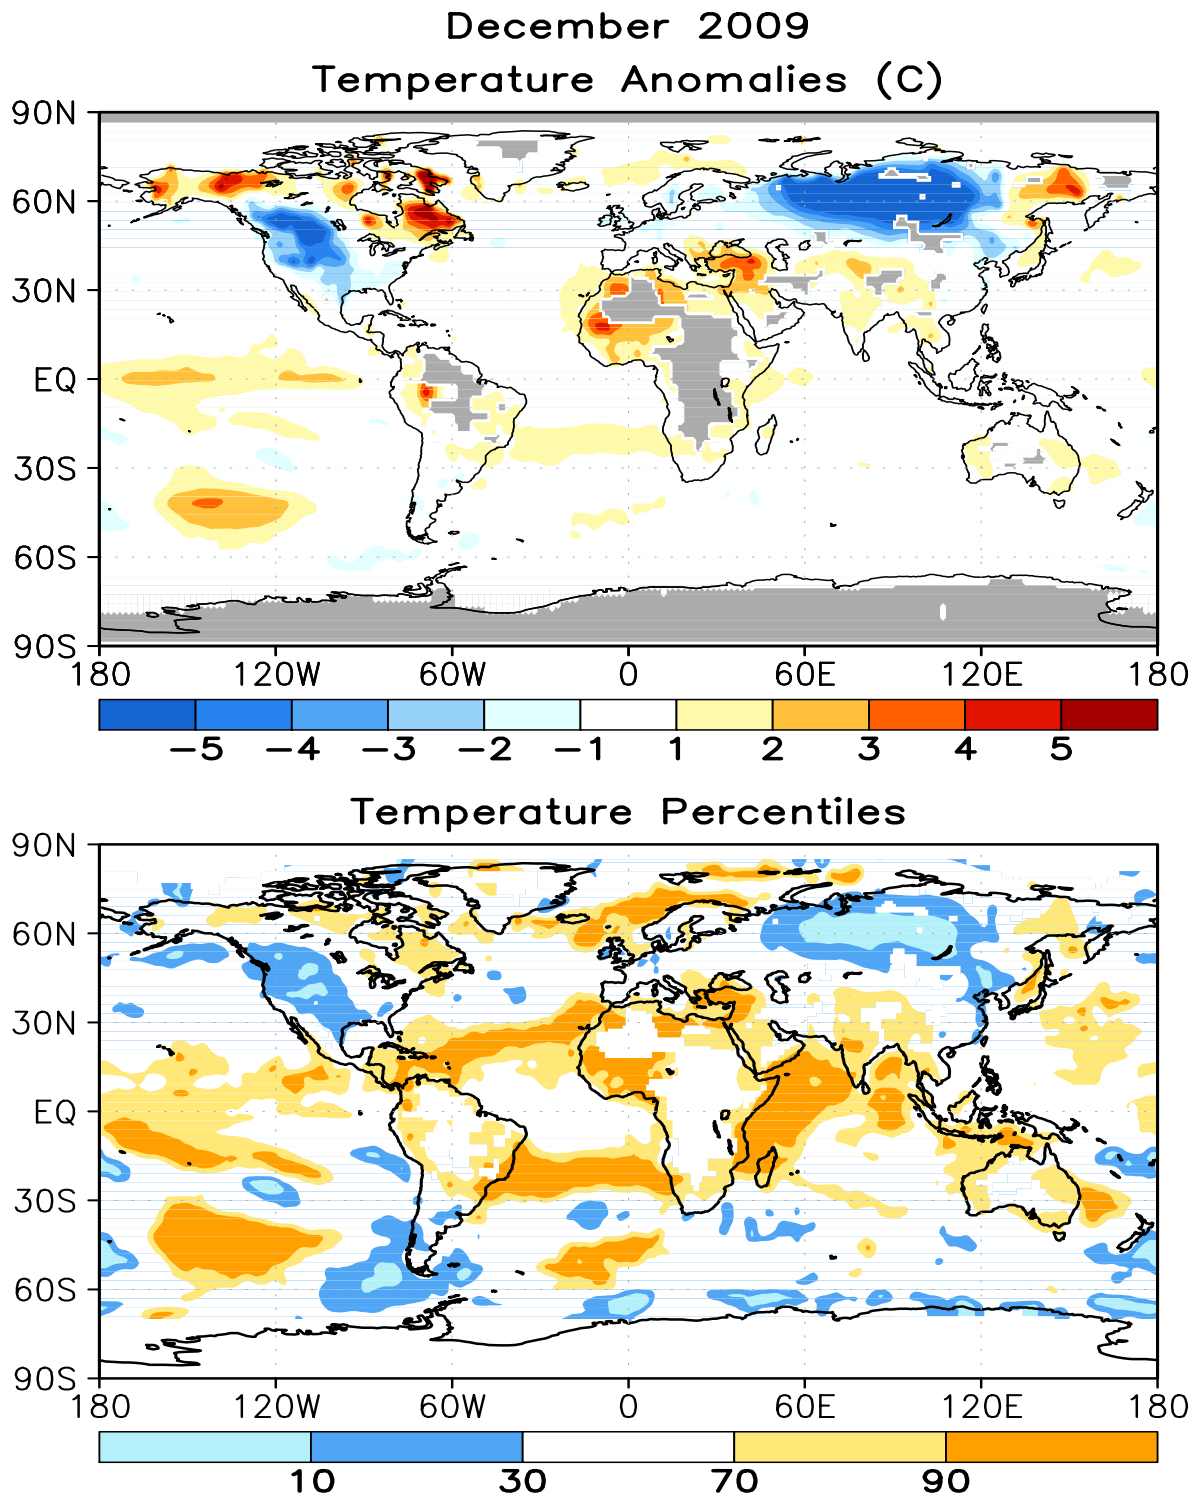 December 2009
Temperature Anomalies (C)
90N
60N
30N
EQ
30S
60S
90S
180 120W 60W 0 60E 120E 180
-5 -4 -3 -2 -1 1 2 3 4 5
Temperature Percentiles
90N
60N
30N
EQ
30S
60S
90S
180 120W 60W 0 60E 120E 180
10 30 70 90